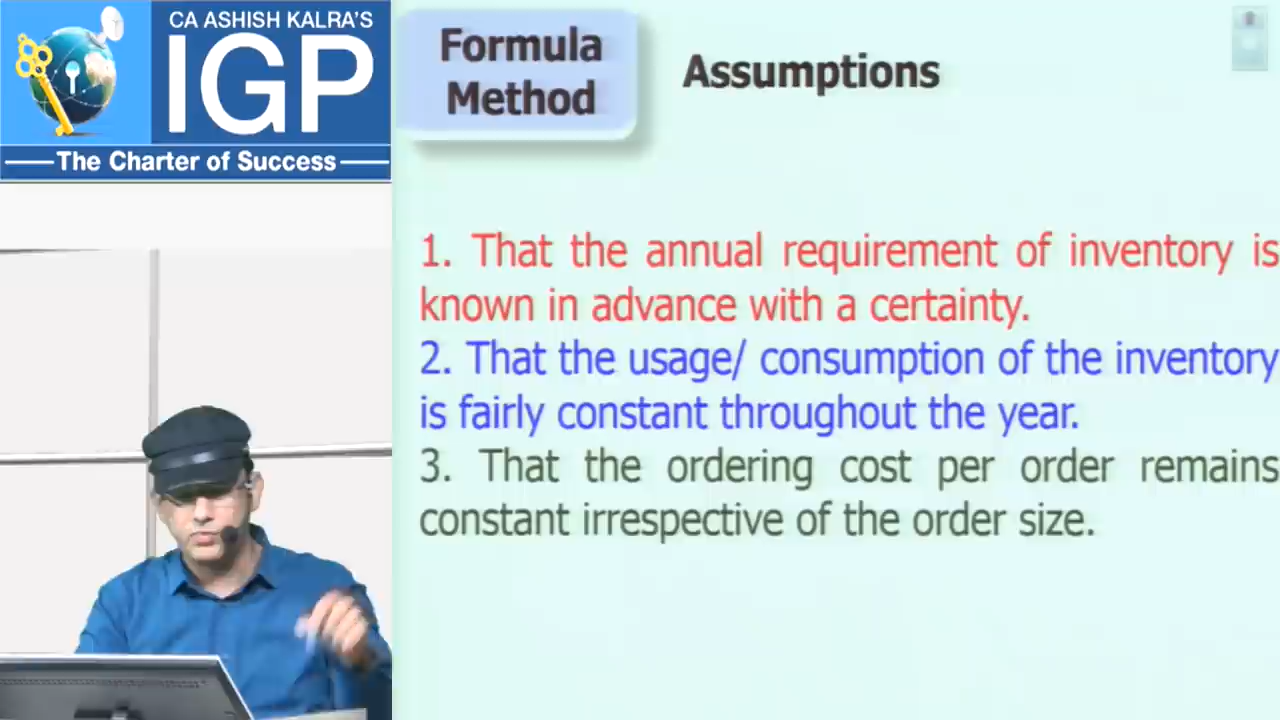 CA ASHISH KALRA'S
IGP
The Charter of Success
Formula
Method
Assumptions
1. That the annual requirement of inventory is
known in advance with a certainty.
2. That the usage/ consumption of the inventory
is fairly constant throughout the year.
3. That the ordering cost per order remains
constant irrespective of the order size.